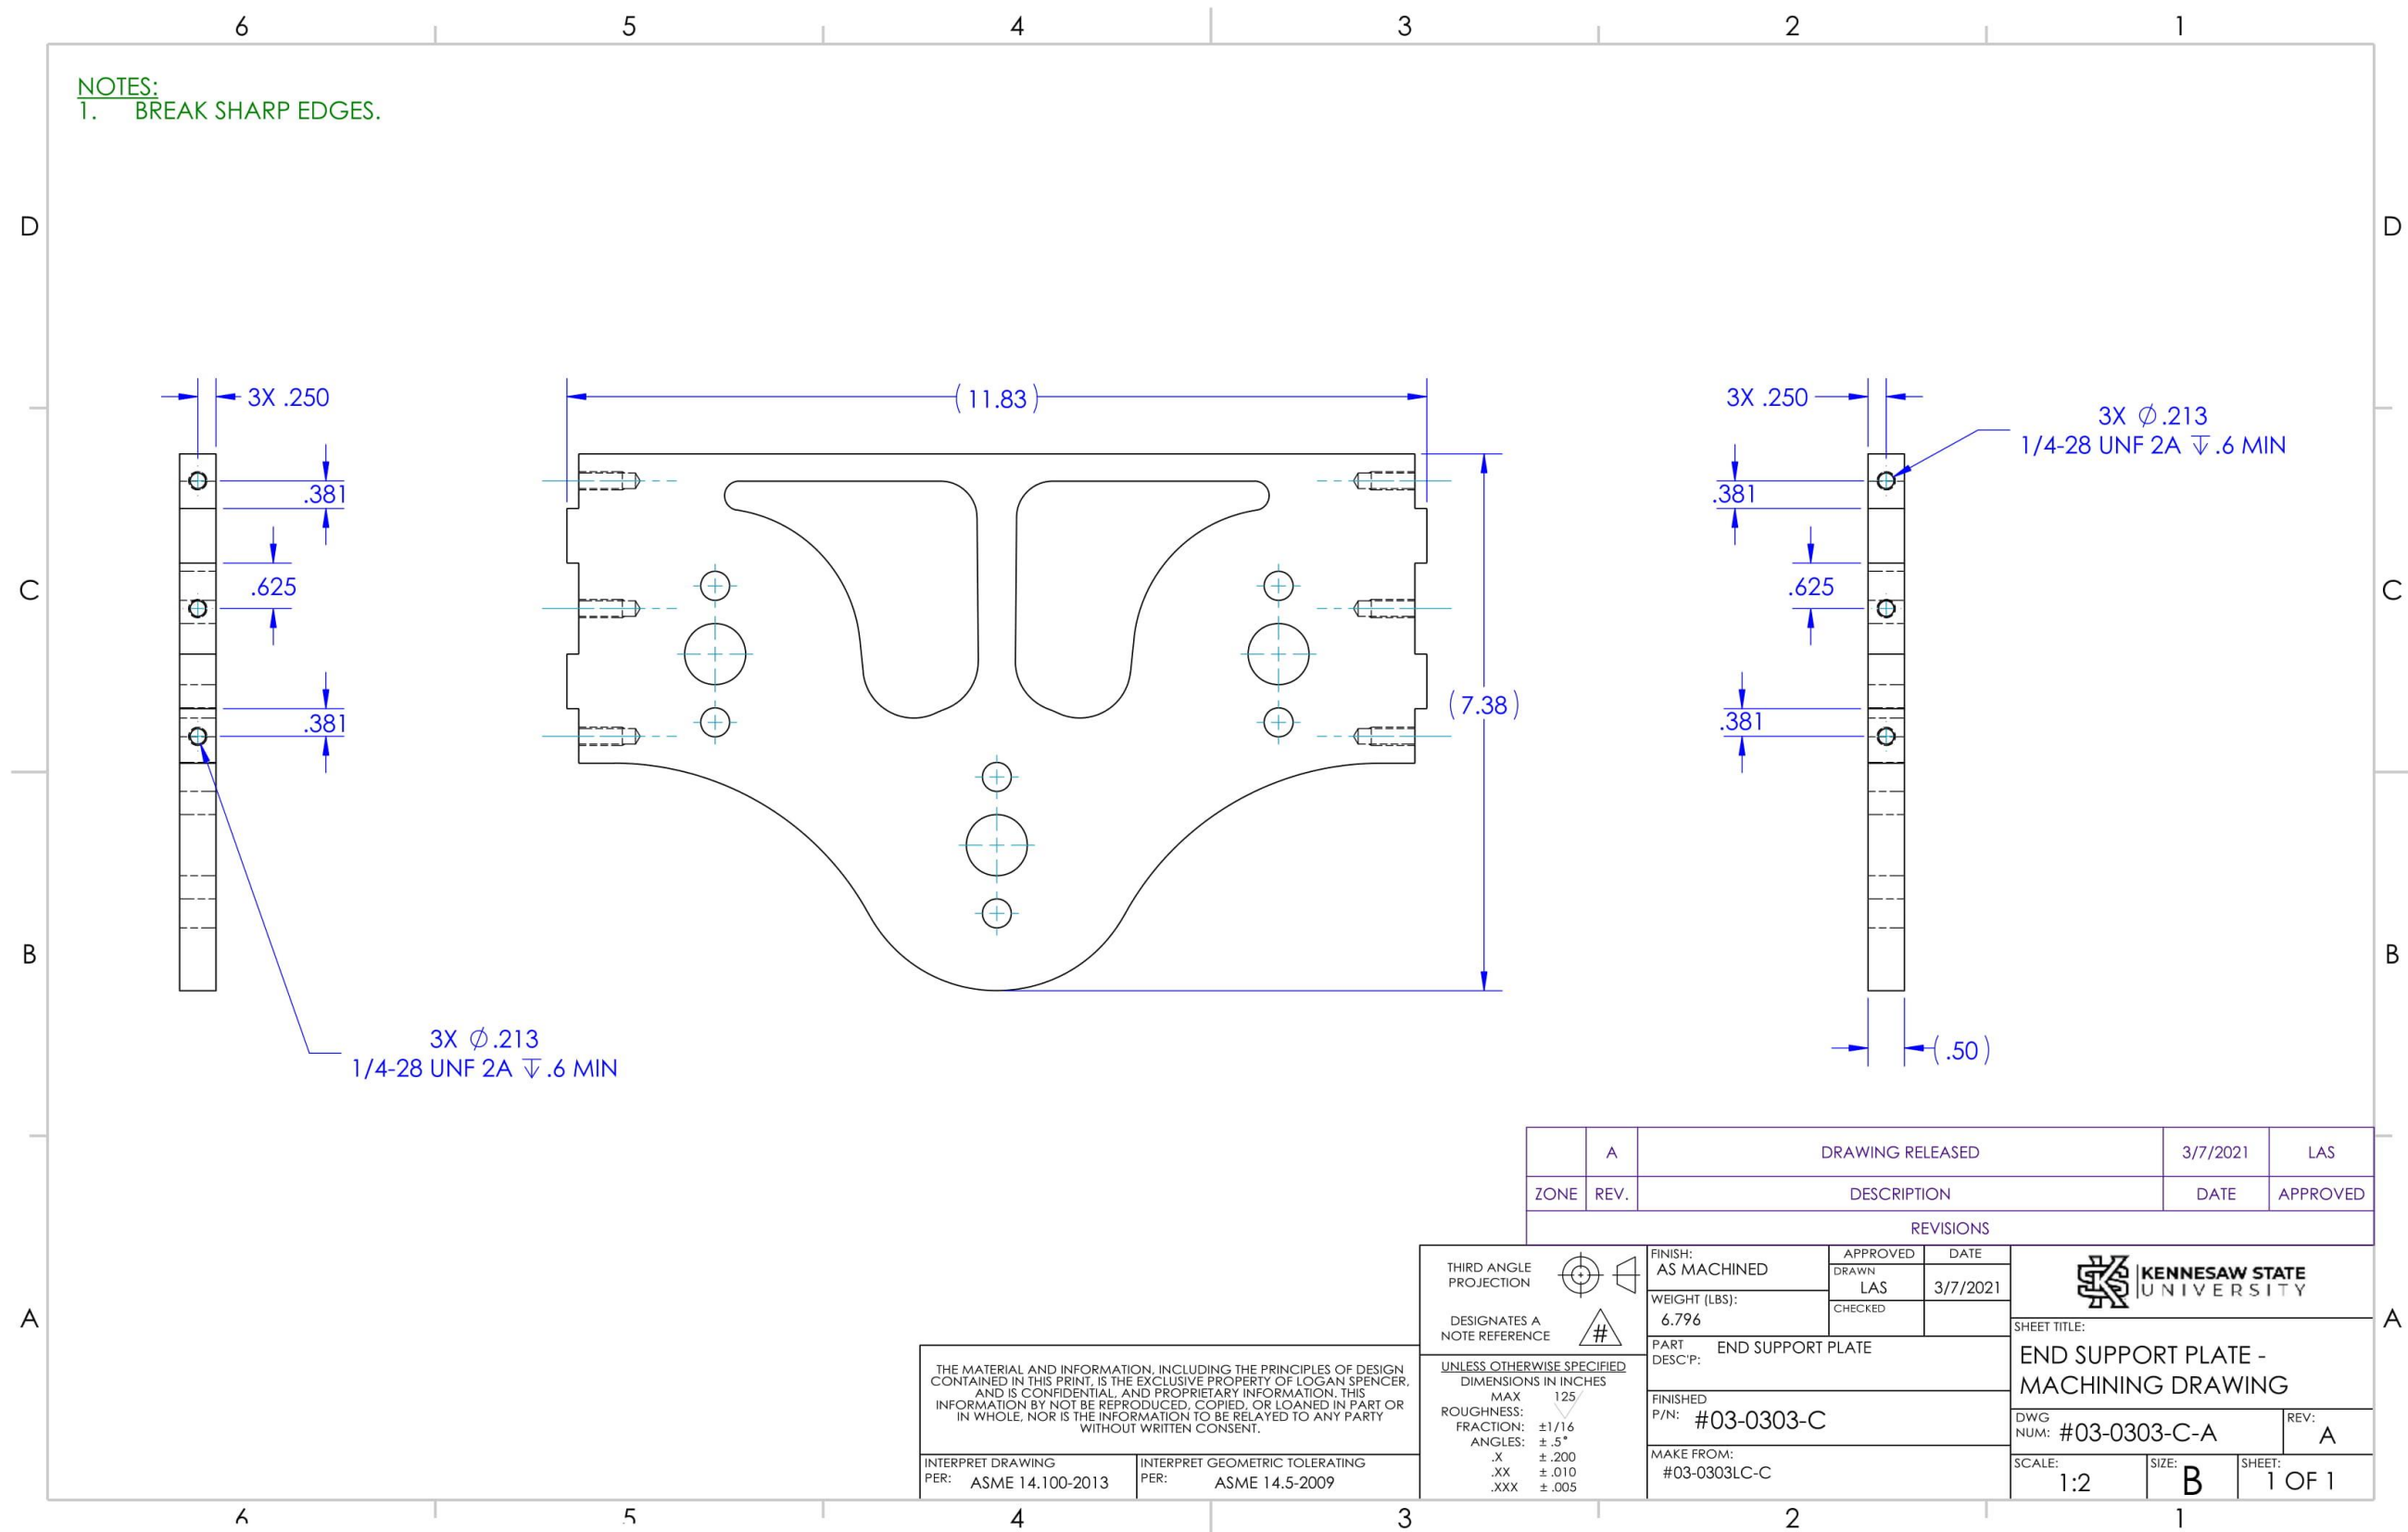 6 5 4 3 2 1
NOTES:
1. BREAK SHARP EDGES.
D D
3X .250
.381
.625
.381
3X ⌀.213
1/4-28 UNF 2A ↧ .6 MIN
(11.83)
(7.38)
3X .250
3X ⌀.213
1/4-28 UNF 2A ↧ .6 MIN
.381
.625
.381
(.50)
C C
B B
A DRAWING RELEASED 3/7/2021 LAS
ZONE REV. DESCRIPTION DATE APPROVED
REVISIONS
A A
THE MATERIAL AND INFORMATION, INCLUDING THE PRINCIPLES OF DESIGN
CONTAINED IN THIS PRINT, IS THE EXCLUSIVE PROPERTY OF LOGAN SPENCER,
AND IS CONFIDENTIAL, AND PROPRIETARY INFORMATION. THIS
INFORMATION BY NOT BE REPRODUCED, COPIED, OR LOANED IN PART OR
IN WHOLE, NOR IS THE INFORMATION TO BE RELAYED TO ANY PARTY
WITHOUT WRITTEN CONSENT.
INTERPRET DRAWING
PER: ASME 14.100-2013
INTERPRET GEOMETRIC TOLERATING
PER: ASME 14.5-2009
THIRD ANGLE
PROJECTION
DESIGNATES A
NOTE REFERENCE #
UNLESS OTHERWISE SPECIFIED
DIMENSIONS IN INCHES
MAX 125
ROUGHNESS:
FRACTION: ±1/16
ANGLES: ± .5°
.X ± .200
.XX ± .010
.XXX ± .005
FINISH:
AS MACHINED
WEIGHT (LBS):
6.796
APPROVED DATE
DRAWN
LAS 3/7/2021
CHECKED
PART
DESC'P: END SUPPORT PLATE
FINISHED
P/N: #03-0303-C
MAKE FROM:
#03-0303LC-C
KS KENNESAW STATE
UNIVERSITY
SHEET TITLE:
END SUPPORT PLATE -
MACHINING DRAWING
DWG
NUM: #03-0303-C-A
REV:
A
SCALE:
1:2
SIZE:
B
SHEET:
1 OF 1
6 5 4 3 2 1